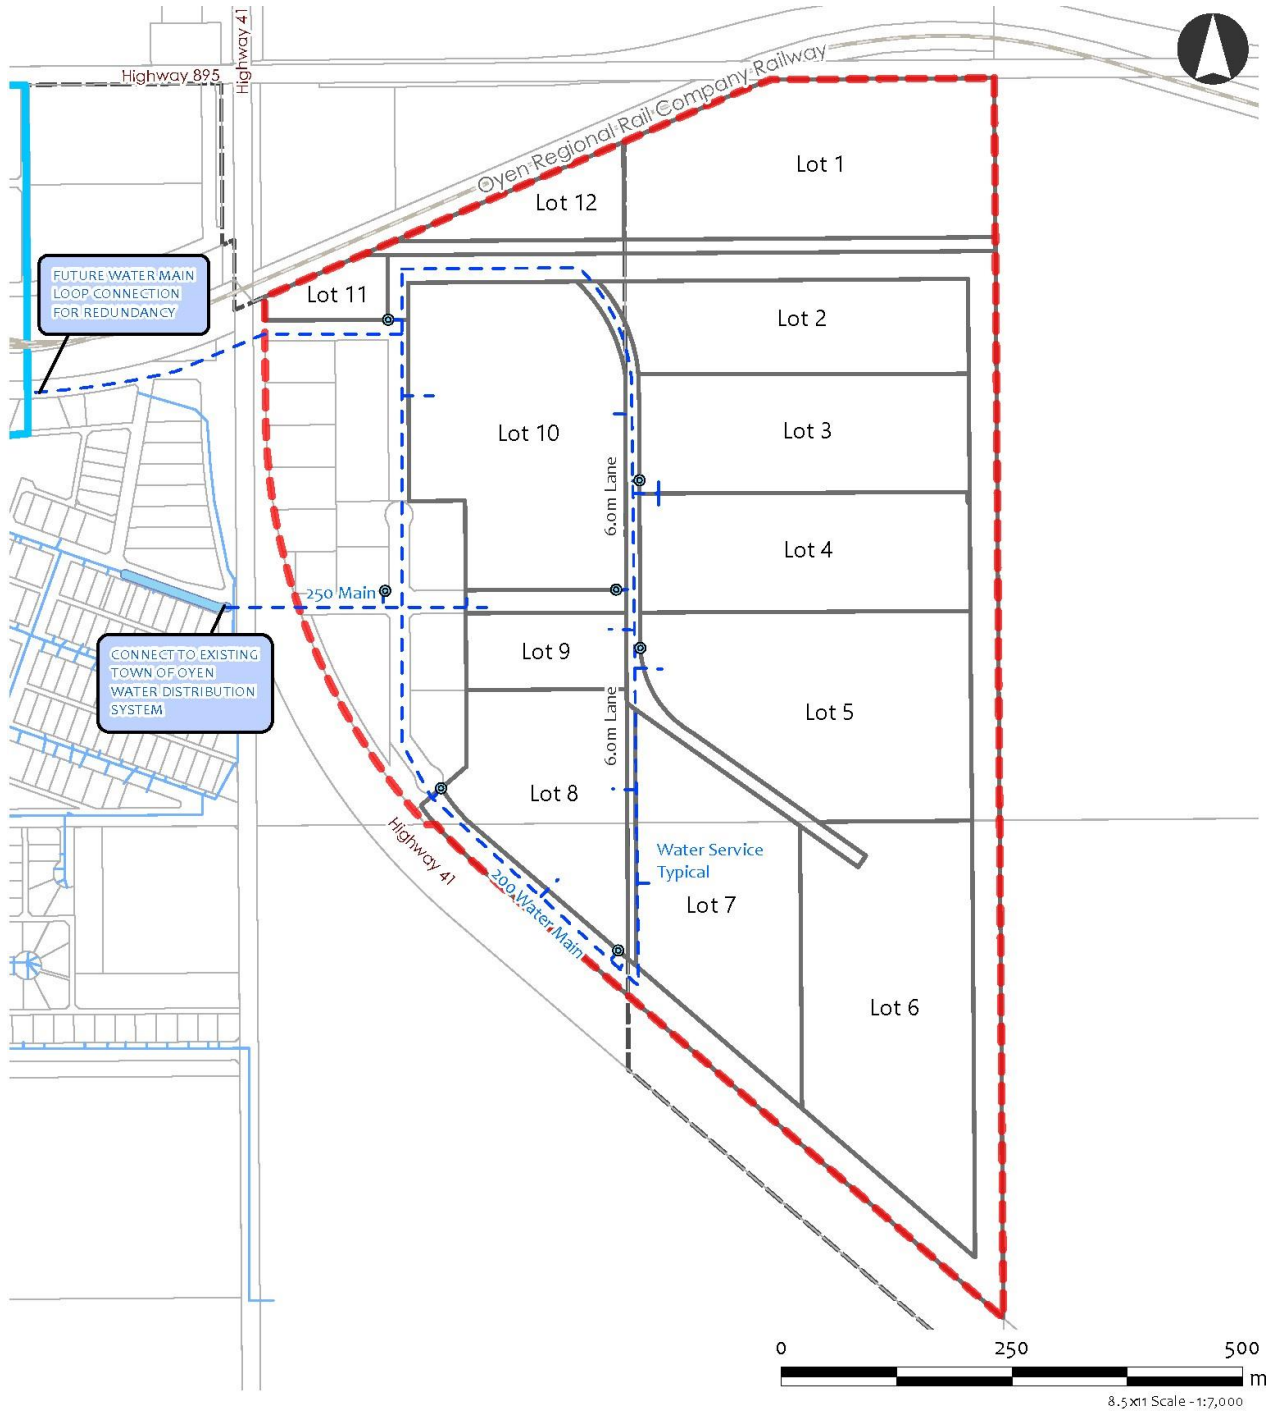 Highway 895
Highway 41
Oyen Regional Rail Company Railway
Lot 1
Lot 12
FUTURE WATER MAIN
LOOP CONNECTION
FOR REDUNDANCY
Lot 11
Lot 2
Lot 10
Lot 3
6.0m Lane
Lot 4
250 Main
CONNECT TO EXISTING
TOWN OF OYEN
WATER DISTRIBUTION
SYSTEM
Lot 9
6.0m Lane
Lot 5
Lot 8
Highway 41
Water Service
Typical
200 Water Main
Lot 7
Lot 6
0 250 500
m
8.5x11 Scale - 1:7,000